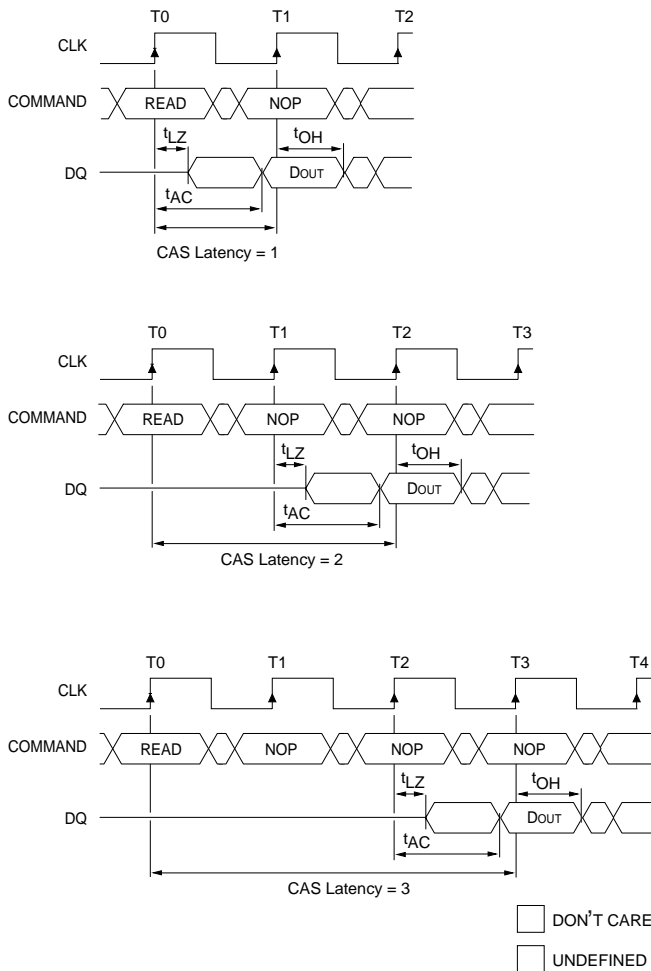 T0 T1 T2
CLK
COMMAND READ NOP
tLZ tOH
DQ DOUT
tAC
CAS Latency = 1
T0 T1 T2 T3
CLK
COMMAND READ NOP NOP
tLZ tOH
DQ DOUT
tAC
CAS Latency = 2
T0 T1 T2 T3 T4
CLK
COMMAND READ NOP NOP NOP
tLZ tOH
DQ DOUT
tAC
CAS Latency = 3
DON'T CARE
UNDEFINED